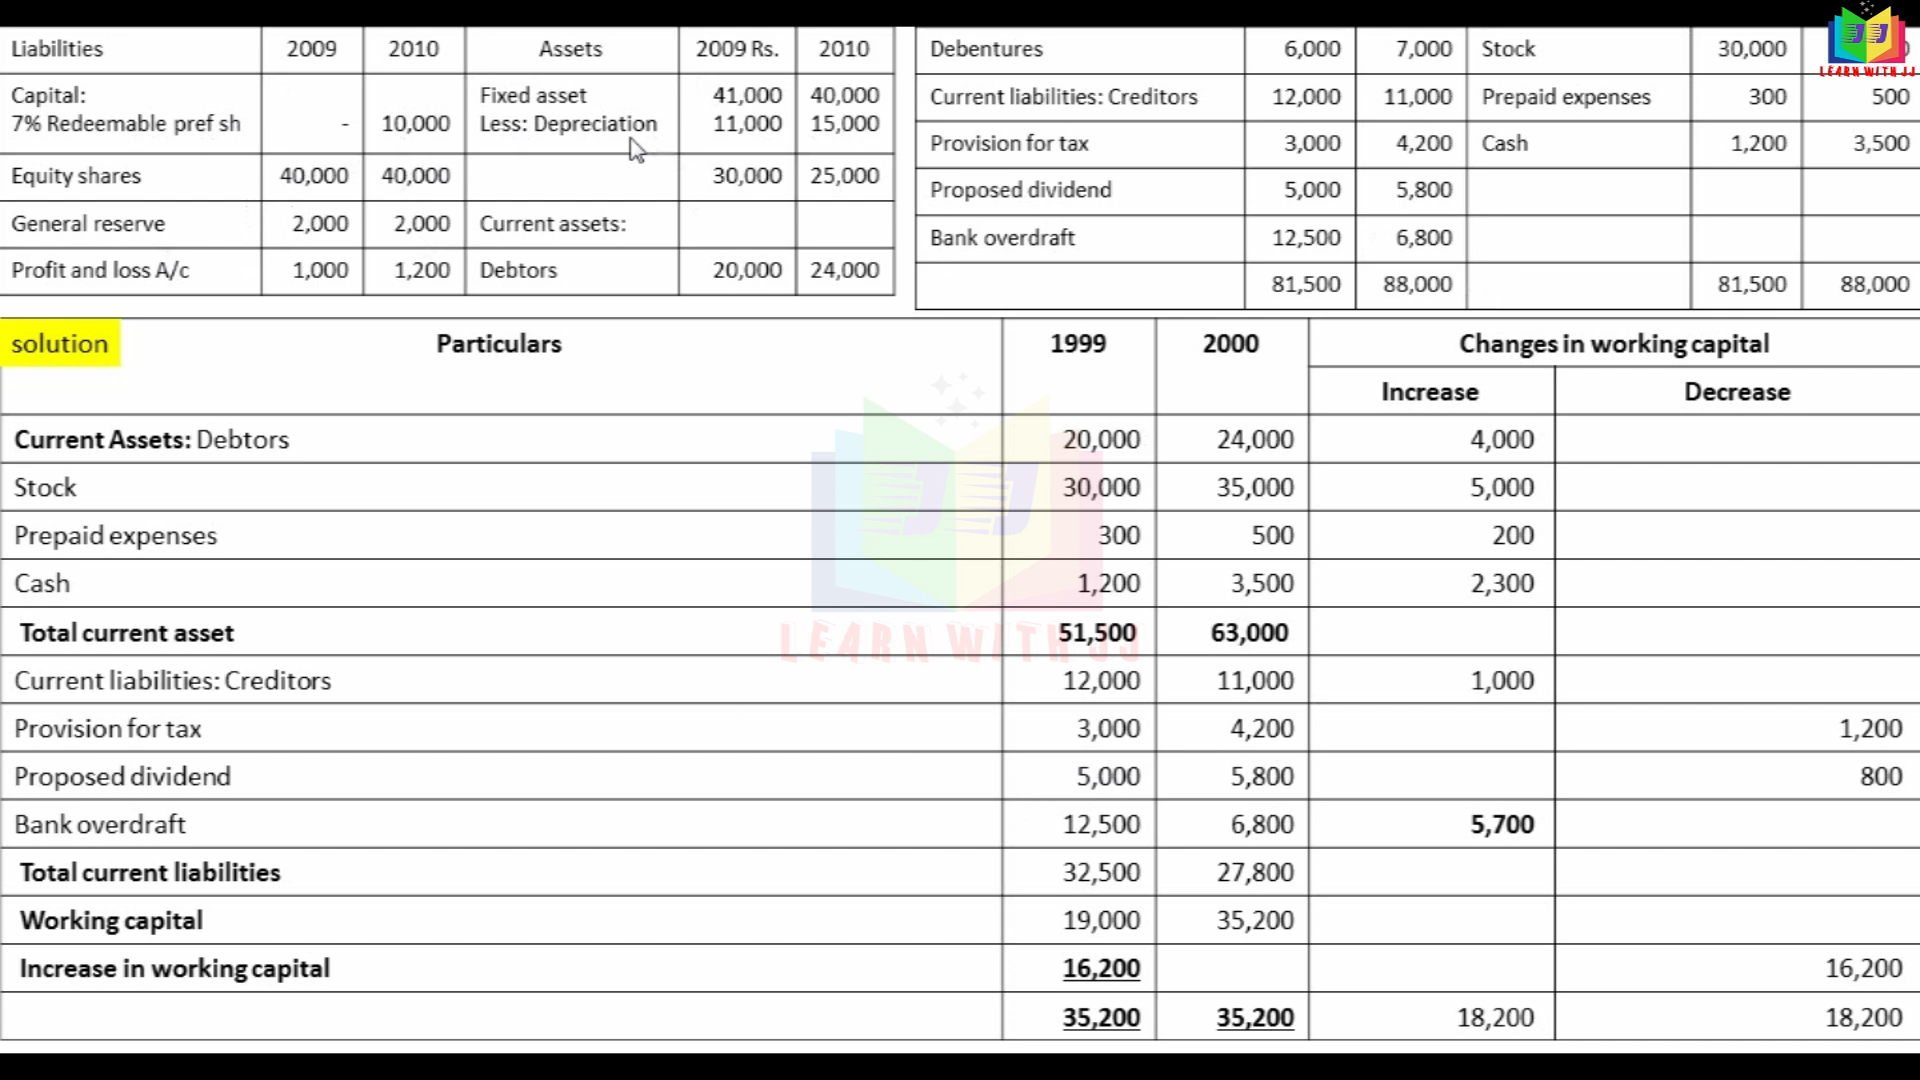 Liabilities 2009 2010 Assets 2009 Rs. 2010
Capital: Fixed asset 41,000 40,000
7% Redeemable pref sh - 10,000 Less: Depreciation 11,000 15,000
Equity shares 40,000 40,000 30,000 25,000
General reserve 2,000 2,000 Current assets:
Profit and loss A/c 1,000 1,200 Debtors 20,000 24,000
Debentures 6,000 7,000 Stock 30,000
Current liabilities: Creditors 12,000 11,000 Prepaid expenses 300 500
Provision for tax 3,000 4,200 Cash 1,200 3,500
Proposed dividend 5,000 5,800
Bank overdraft 12,500 6,800
81,500 88,000 81,500 88,000
JJ
LEARN WITH JJ
solution Particulars 1999 2000 Changes in working capital
Increase Decrease
Current Assets: Debtors 20,000 24,000 4,000
Stock 30,000 35,000 5,000
Prepaid expenses 300 500 200
Cash 1,200 3,500 2,300
Total current asset 51,500 63,000
Current liabilities: Creditors 12,000 11,000 1,000
Provision for tax 3,000 4,200 1,200
Proposed dividend 5,000 5,800 800
Bank overdraft 12,500 6,800 5,700
Total current liabilities 32,500 27,800
Working capital 19,000 35,200
Increase in working capital 16,200 16,200
35,200 35,200 18,200 18,200
JJ
LEARN WITH JJ